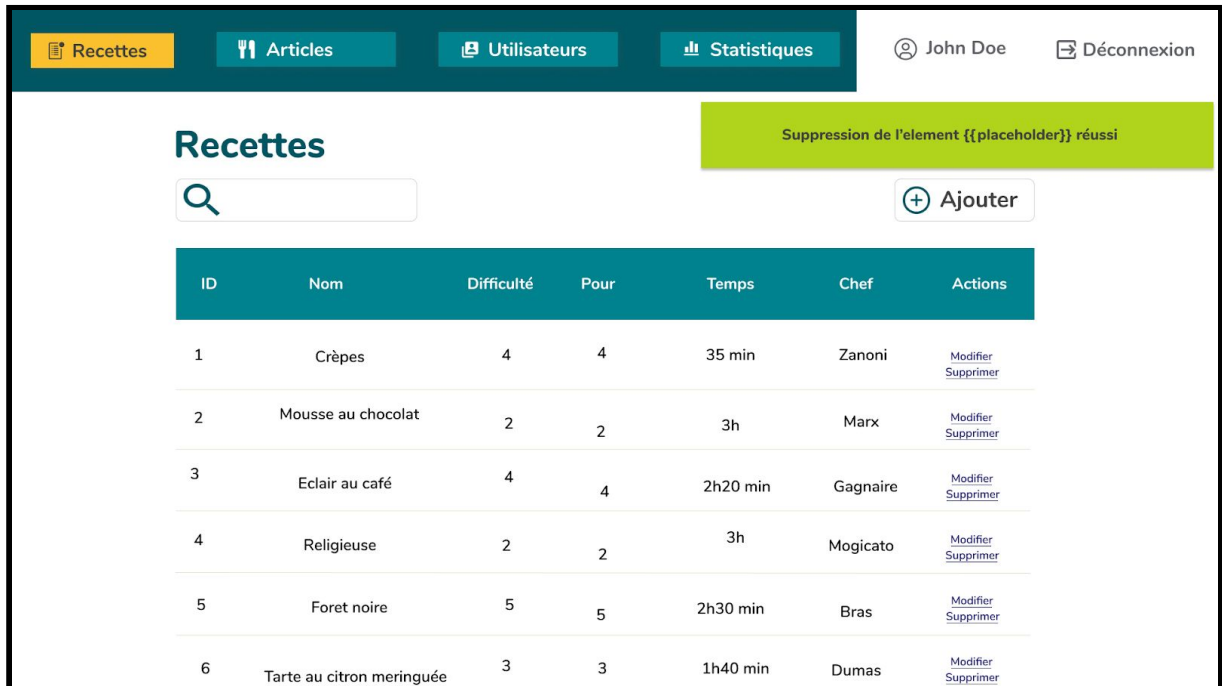 Recettes Articles Utilisateurs Statistiques John Doe Déconnexion
Suppression de l'element {{placeholder}} réussi
Recettes
Ajouter
ID Nom Difficulté Pour Temps Chef Actions
1 Crèpes 4 4 35 min Zanoni Modifier
Supprimer
2 Mousse au chocolat 2 2 3h Marx Modifier
Supprimer
3 Eclair au café 4 4 2h20 min Gagnaire Modifier
Supprimer
4 Religieuse 2 2 3h Mogicato Modifier
Supprimer
5 Foret noire 5 5 2h30 min Bras Modifier
Supprimer
6 Tarte au citron meringuée 3 3 1h40 min Dumas Modifier
Supprimer